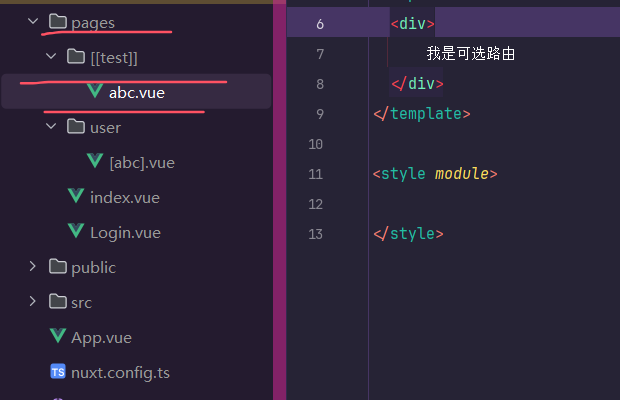 pages
[[test]]
abc.vue
user
[abc].vue
index.vue
Login.vue
public
src
App.vue
TS nuxt.config.ts
6 <div>
7 我是可选路由
8 </div>
9 </template>
10
11 <style module>
12
13 </style>